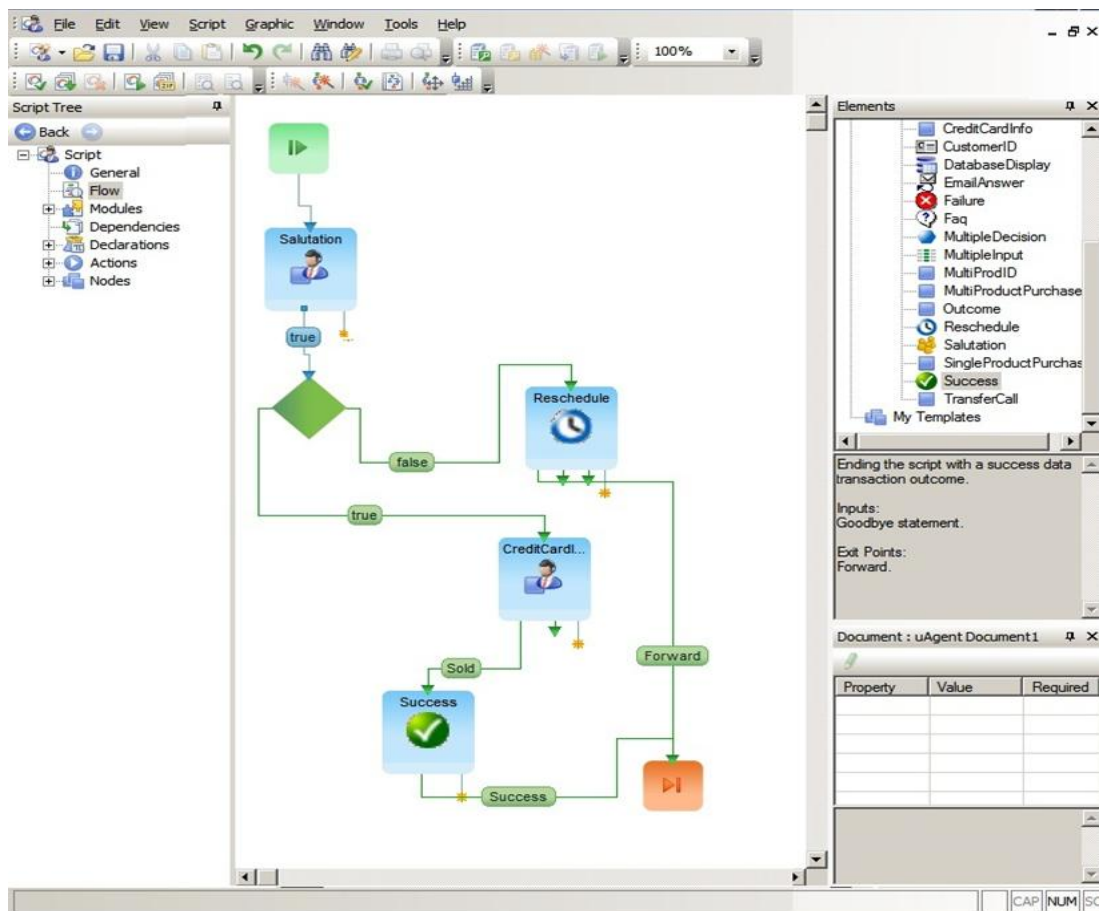 File Edit View Script Graphic Window Tools Help
100%
Script Tree
Back
Script
General
Flow
Modules
Dependencies
Declarations
Actions
Nodes
Salutation
true
false
Reschedule
true
CreditCardI...
Sold
Forward
Success
Success
Elements
CreditCardInfo
CustomerID
DatabaseDisplay
EmailAnswer
Failure
Faq
MultipleDecision
MultipleInput
MultiProdID
MultiProductPurchase
Outcome
Reschedule
Salutation
SingleProductPurchas
Success
TransferCall
My Templates
Ending the script with a success data
transaction outcome.
Inputs:
Goodbye statement.
Exit Points:
Forward.
Document : uAgent Document1
Property Value Required
CAP NUM SC